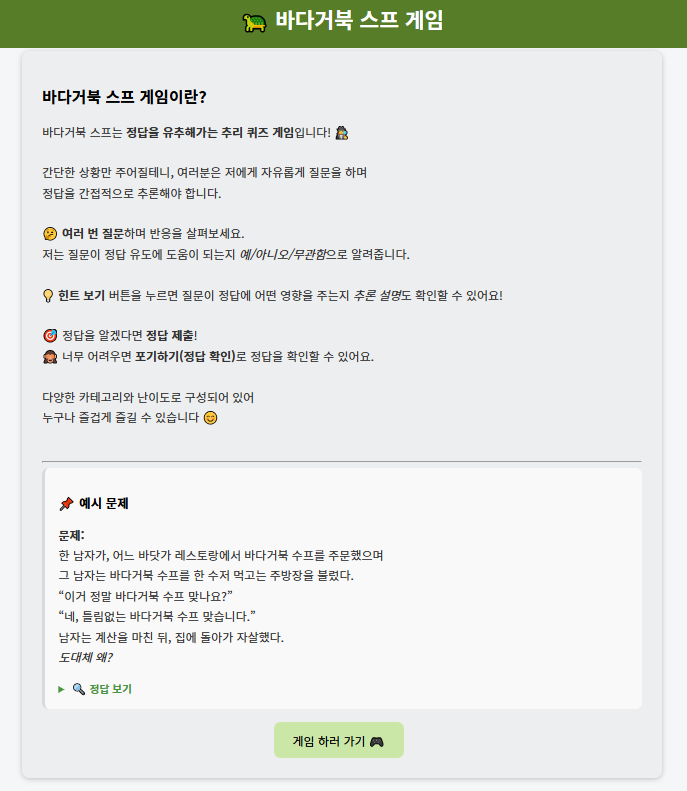 🐢 바다거북 스프 게임
바다거북 스프 게임이란?
바다거북 스프는 정답을 유추해가는 추리 퀴즈 게임입니다! 🕵️
간단한 상황만 주어질테니, 여러분은 저에게 자유롭게 질문을 하며
정답을 간접적으로 추론해야 합니다.
🤔 여러 번 질문하며 반응을 살펴보세요.
저는 질문이 정답 유도에 도움이 되는지 예/아니오/무관함으로 알려줍니다.
💡 힌트 보기 버튼을 누르면 질문이 정답에 어떤 영향을 주는지 추론 설명도 확인할 수 있어요!
🎯 정답을 알겠다면 정답 제출!
🙈 너무 어려우면 포기하기(정답 확인)로 정답을 확인할 수 있어요.
다양한 카테고리와 난이도로 구성되어 있어
누구나 즐겁게 즐길 수 있습니다 😊
📌 예시 문제
문제:
한 남자가, 어느 바닷가 레스토랑에서 바다거북 수프를 주문했으며
그 남자는 바다거북 수프를 한 수저 먹고는 주방장을 불렀다.
“이거 정말 바다거북 수프 맞나요?”
“네, 틀림없는 바다거북 수프 맞습니다.”
남자는 계산을 마친 뒤, 집에 돌아가 자살했다.
도대체 왜?
▶ 🔍 정답 보기
게임 하러 가기 🎮